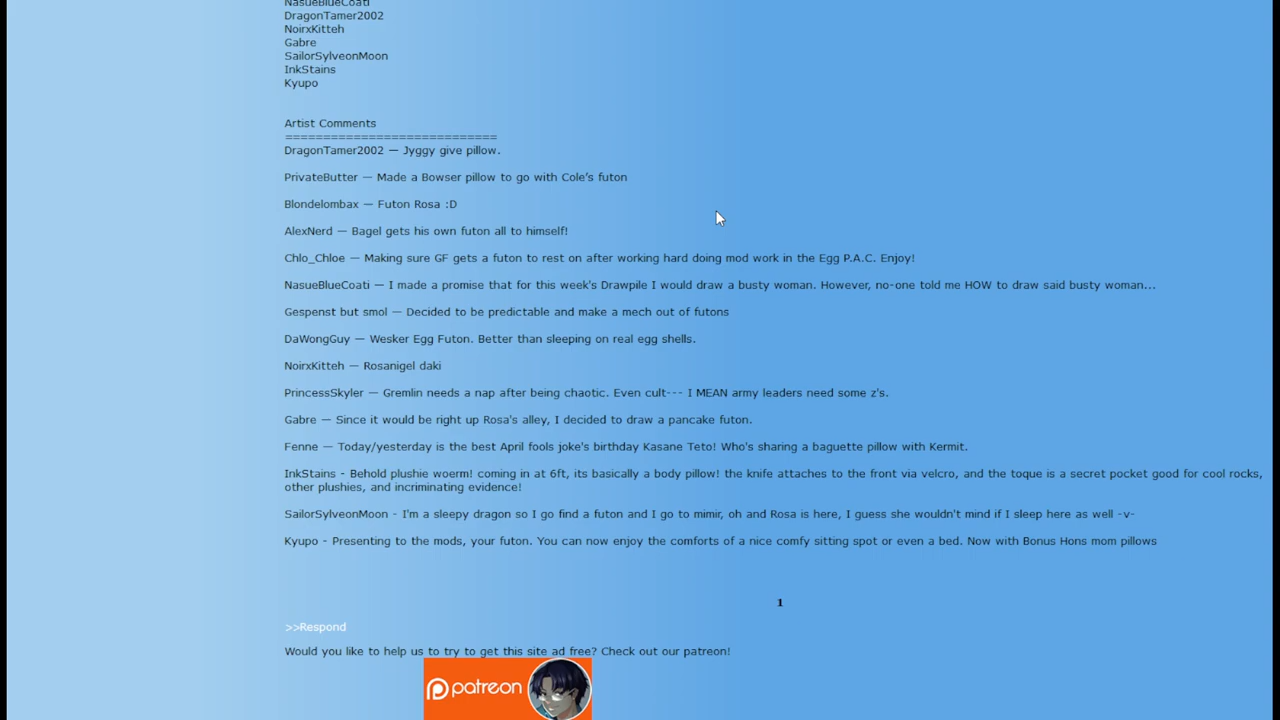 NasueBlueCoati
DragonTamer2002
NoirxKitteh
Gabre
SailorSylveonMoon
InkStains
Kyupo
Artist Comments
============================
DragonTamer2002 — Jyggy give pillow.
PrivateButter — Made a Bowser pillow to go with Cole's futon
Blondelombax — Futon Rosa :D
AlexNerd — Bagel gets his own futon all to himself!
Chlo_Chloe — Making sure GF gets a futon to rest on after working hard doing mod work in the Egg P.A.C. Enjoy!
NasueBlueCoati — I made a promise that for this week's Drawpile I would draw a busty woman. However, no-one told me HOW to draw said busty woman...
Gespenst but smol — Decided to be predictable and make a mech out of futons
DaWongGuy — Wesker Egg Futon. Better than sleeping on real egg shells.
NoirxKitteh — Rosanigel daki
PrincessSkyler — Gremlin needs a nap after being chaotic. Even cult--- I MEAN army leaders need some z's.
Gabre — Since it would be right up Rosa's alley, I decided to draw a pancake futon.
Fenne — Today/yesterday is the best April fools joke's birthday Kasane Teto! Who's sharing a baguette pillow with Kermit.
InkStains - Behold plushie woerm! coming in at 6ft, its basically a body pillow! the knife attaches to the front via velcro, and the toque is a secret pocket good for cool rocks,
other plushies, and incriminating evidence!
SailorSylveonMoon - I'm a sleepy dragon so I go find a futon and I go to mimir, oh and Rosa is here, I guess she wouldn't mind if I sleep here as well -v-
Kyupo - Presenting to the mods, your futon. You can now enjoy the comforts of a nice comfy sitting spot or even a bed. Now with Bonus Hons mom pillows
1
>>Respond
Would you like to help us to try to get this site ad free? Check out our patreon!
patreon